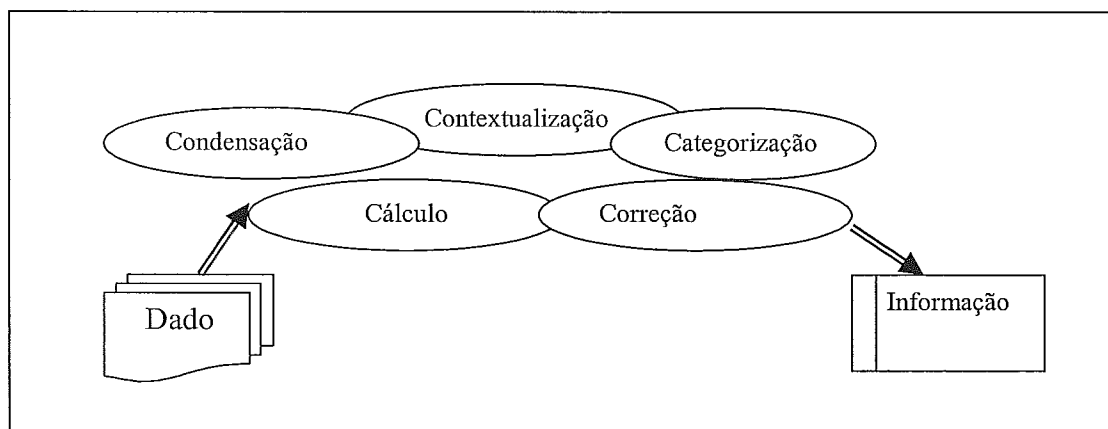 Contextualização
Condensação
Categorização
Cálculo
Correção
Dado
Informação